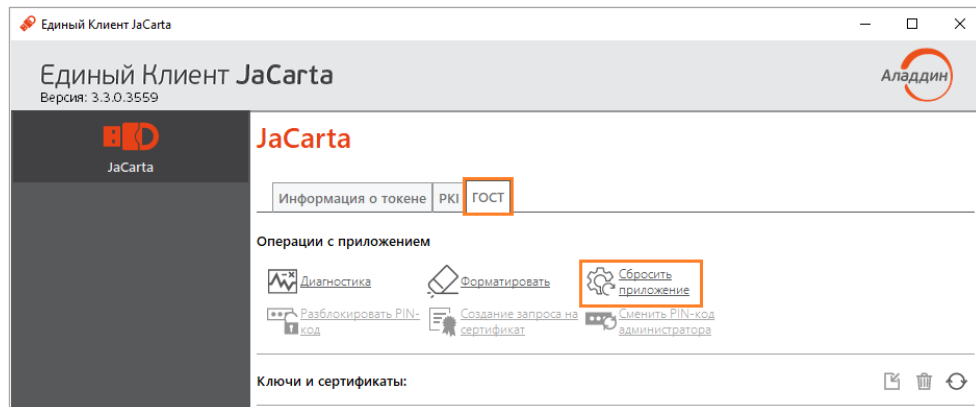 Единый Клиент JaCarta
Единый Клиент JaCarta
Версия: 3.3.0.3559
Аладдин
JaCarta
JaCarta
Информация о токене PKI ГОСТ
Операции с приложением
Диагностика
Форматировать
Сбросить
приложение
Разблокировать PIN-
код
Создание запроса на
сертификат
Сменить PIN-код
администратора
Ключи и сертификаты: